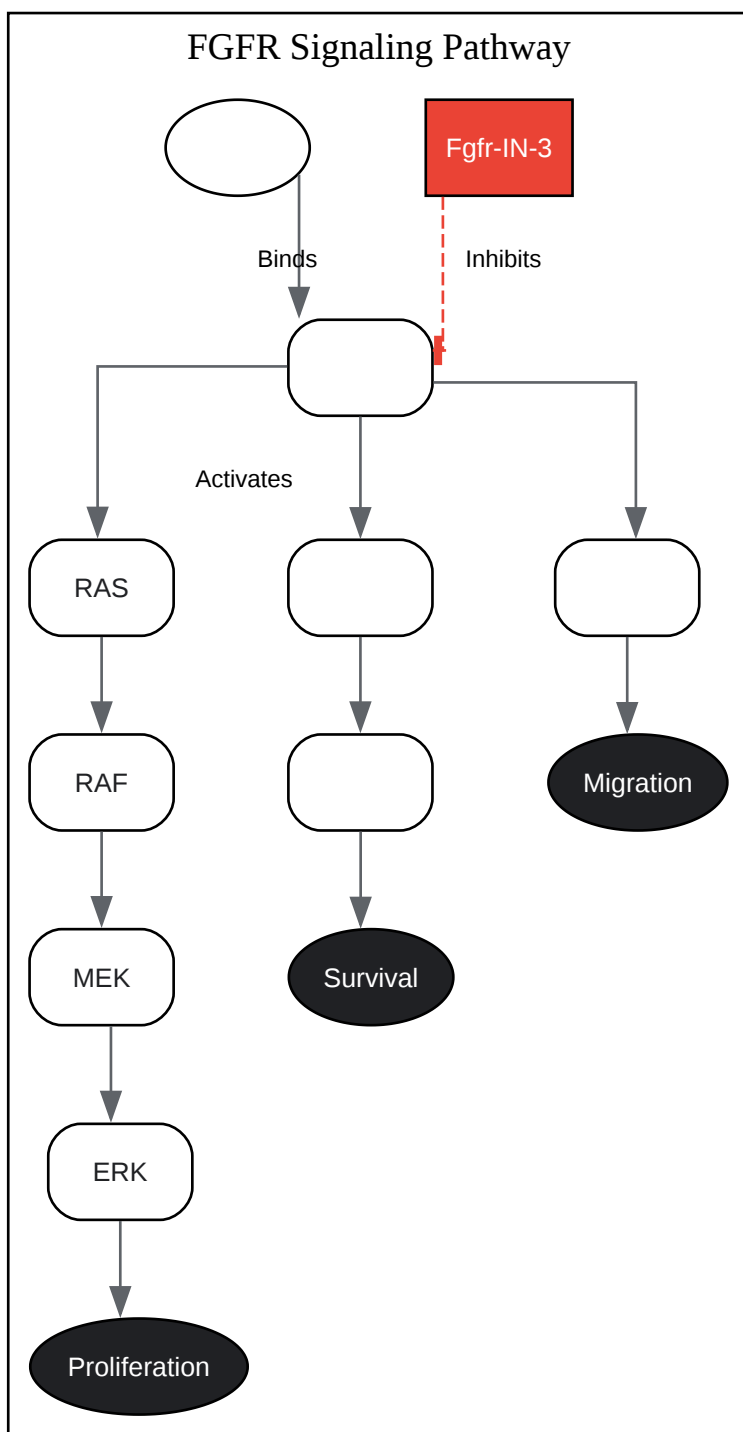 FGFR Signaling Pathway
Fgfr-IN-3
Binds
Inhibits
Activates
RAS
RAF
Migration
MEK
Survival
ERK
Proliferation